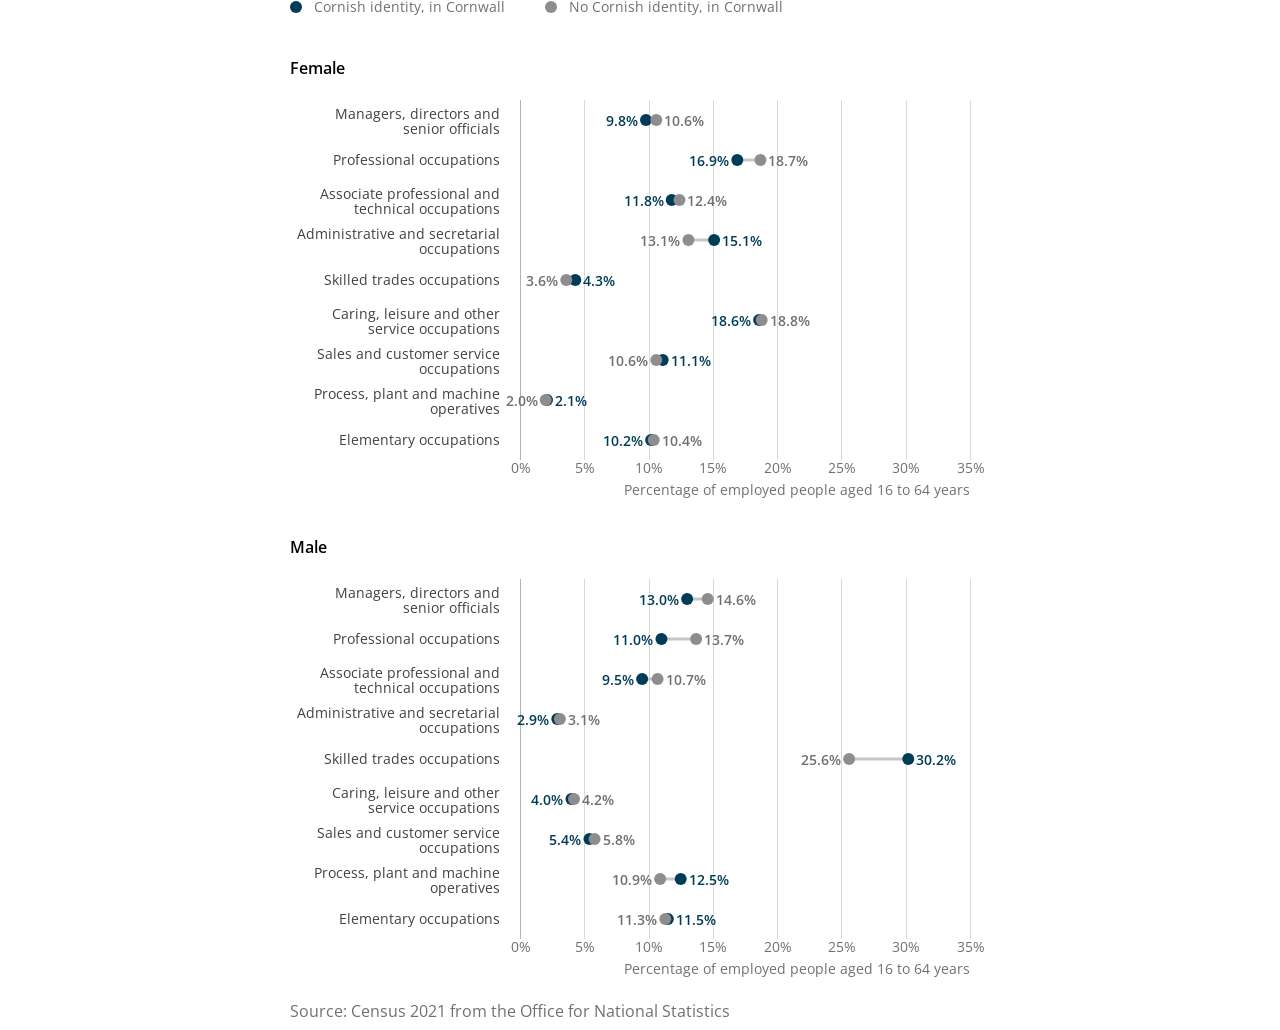 Cornish identity, in Cornwall No Cornish identity, in Cornwall
Female
Managers, directors and
senior officials
9.8% 10.6%
Professional occupations 16.9% 18.7%
Associate professional and
technical occupations
11.8% 12.4%
Administrative and secretarial
occupations
13.1% 15.1%
Skilled trades occupations 3.6% 4.3%
Caring, leisure and other
service occupations
18.6% 18.8%
Sales and customer service
occupations
10.6% 11.1%
Process, plant and machine
operatives
2.0% 2.1%
Elementary occupations 10.2% 10.4%
0% 5% 10% 15% 20% 25% 30% 35%
Percentage of employed people aged 16 to 64 years
Male
Managers, directors and
senior officials
13.0% 14.6%
Professional occupations 11.0% 13.7%
Associate professional and
technical occupations
9.5% 10.7%
Administrative and secretarial
occupations
2.9% 3.1%
Skilled trades occupations 25.6% 30.2%
Caring, leisure and other
service occupations
4.0% 4.2%
Sales and customer service
occupations
5.4% 5.8%
Process, plant and machine
operatives
10.9% 12.5%
Elementary occupations 11.3% 11.5%
0% 5% 10% 15% 20% 25% 30% 35%
Percentage of employed people aged 16 to 64 years
Source: Census 2021 from the Office for National Statistics